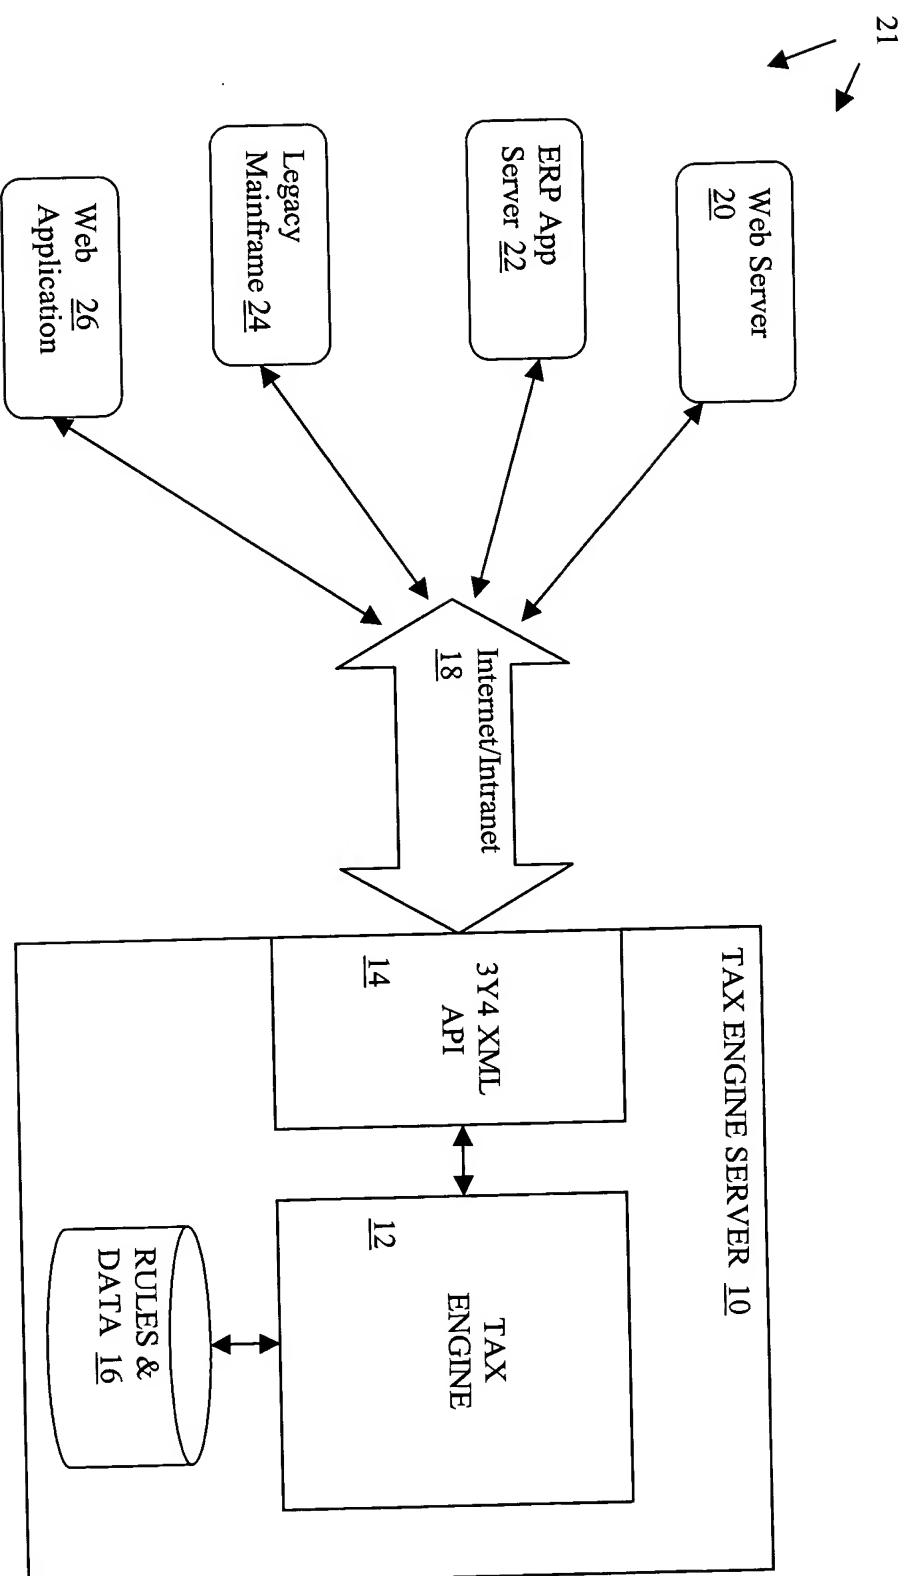 21
Web Server
20
ERP App
Server 22
Legacy
Mainframe 24
Web 26
Application
Internet/Intranet
18
TAX ENGINE SERVER 10
3Y4 XML
API
14
TAX
ENGINE
12
RULES &
DATA 16